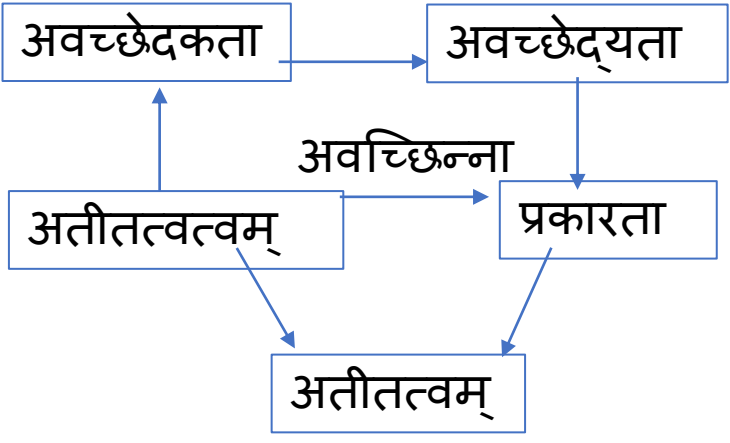 अवच्छेदकता
अवच्छेद्‌यता
अवच्छिन्ना
अतीतत्वत्वम्
प्रकारता
अतीतत्वम्